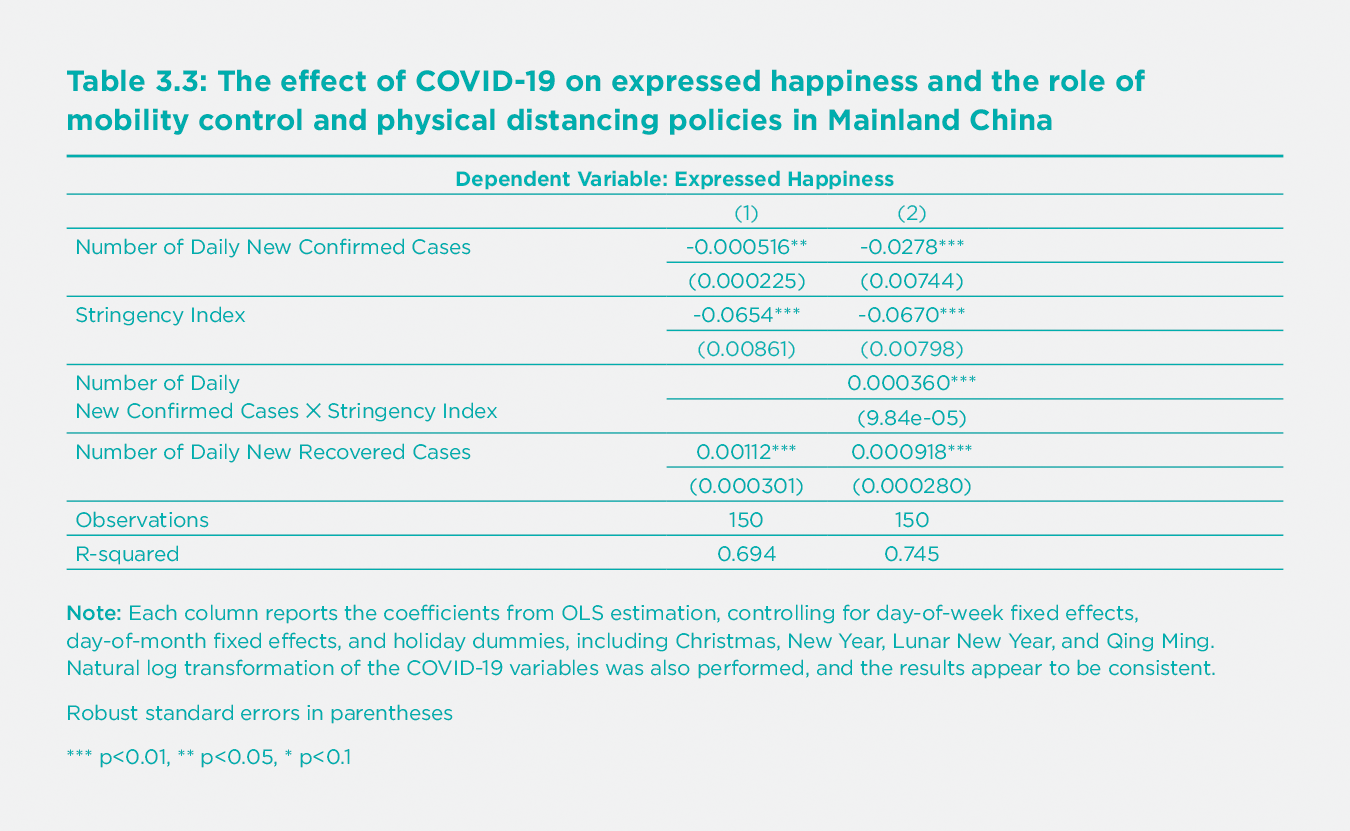 Table 3.3: The effect of COVID-19 on expressed happiness and the role of
mobility control and physical distancing policies in Mainland China
Dependent Variable: Expressed Happiness
(1) (2)
Number of Daily New Confirmed Cases -0.000516** -0.0278***
(0.000225) (0.00744)
Stringency Index -0.0654*** -0.0670***
(0.00861) (0.00798)
Number of Daily 0.000360***
New Confirmed Cases × Stringency Index (9.84e-05)
Number of Daily New Recovered Cases 0.00112*** 0.000918***
(0.000301) (0.000280)
Observations 150 150
R-squared 0.694 0.745
Note: Each column reports the coefficients from OLS estimation, controlling for day-of-week fixed effects,
day-of-month fixed effects, and holiday dummies, including Christmas, New Year, Lunar New Year, and Qing Ming.
Natural log transformation of the COVID-19 variables was also performed, and the results appear to be consistent.
Robust standard errors in parentheses
*** p<0.01, ** p<0.05, * p<0.1